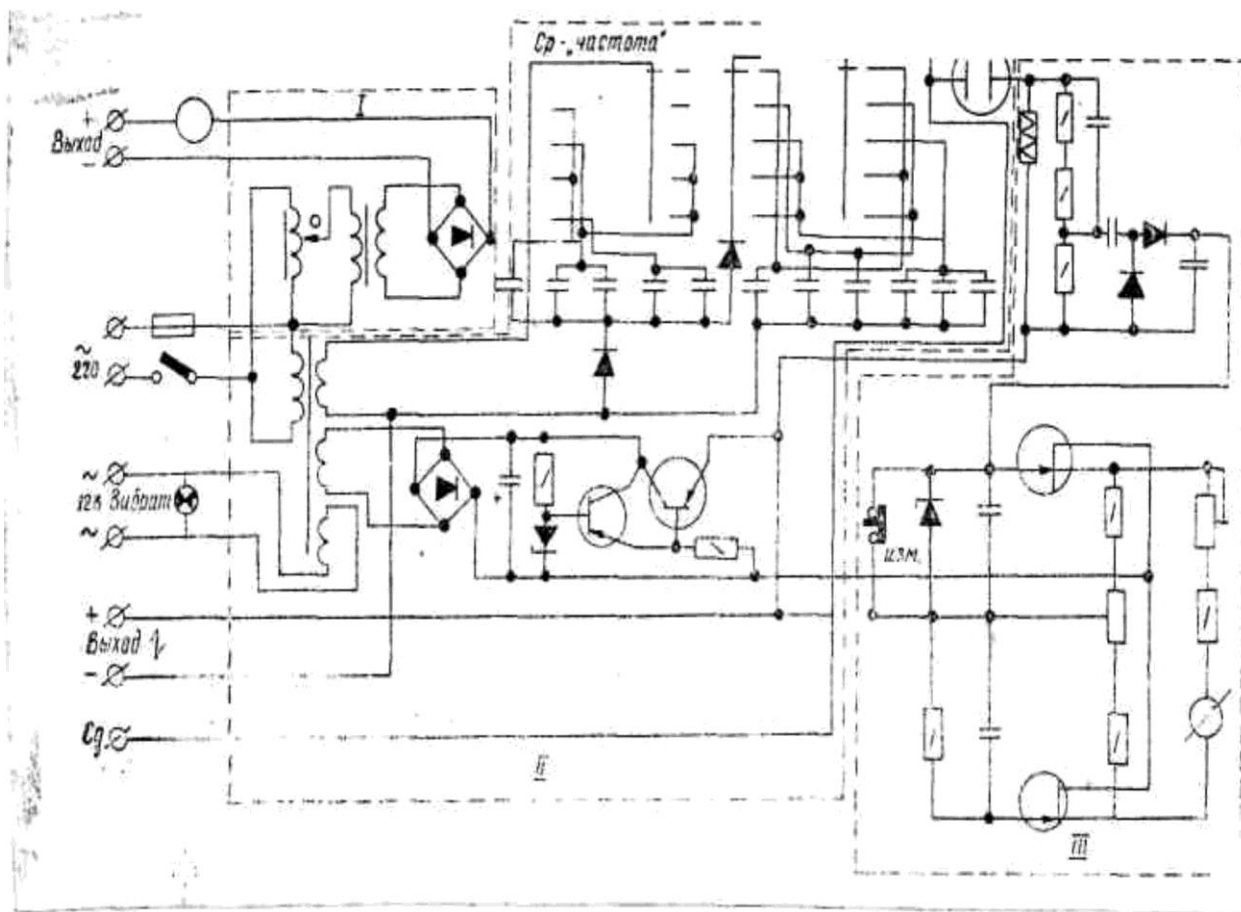 Ср-„частота"
I
+
Выход
−
~
220
~
12в Вибрат
~
изм.
+
Выход
−
Сд
II
III